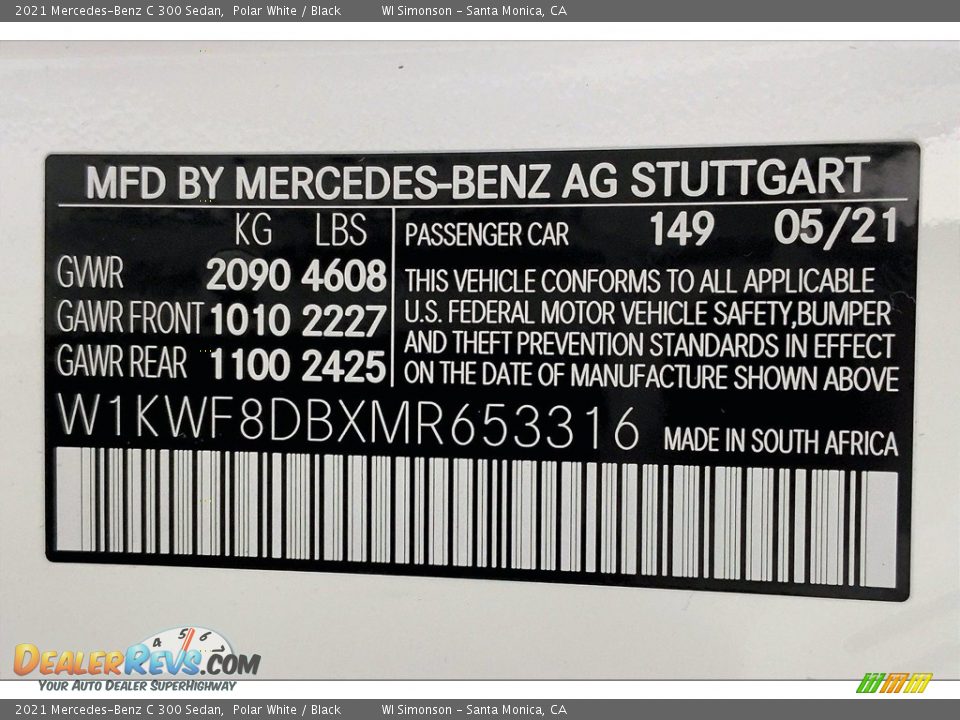 2021 Mercedes-Benz C 300 Sedan, Polar White / Black WI Simonson - Santa Monica, CA
MFD BY MERCEDES-BENZ AG STUTTGART
KG LBS
GVWR 2090 4608
GAWR FRONT 1010 2227
GAWR REAR 1100 2425
PASSENGER CAR 149 05/21
THIS VEHICLE CONFORMS TO ALL APPLICABLE
U.S. FEDERAL MOTOR VEHICLE SAFETY,BUMPER
AND THEFT PREVENTION STANDARDS IN EFFECT
ON THE DATE OF MANUFACTURE SHOWN ABOVE
W1KWF8DBXMR653316 MADE IN SOUTH AFRICA
4 5 6 7
DEALERREVS.COM
YOUR AUTO DEALER SUPERHIGHWAY
2021 Mercedes-Benz C 300 Sedan, Polar White / Black WI Simonson - Santa Monica, CA